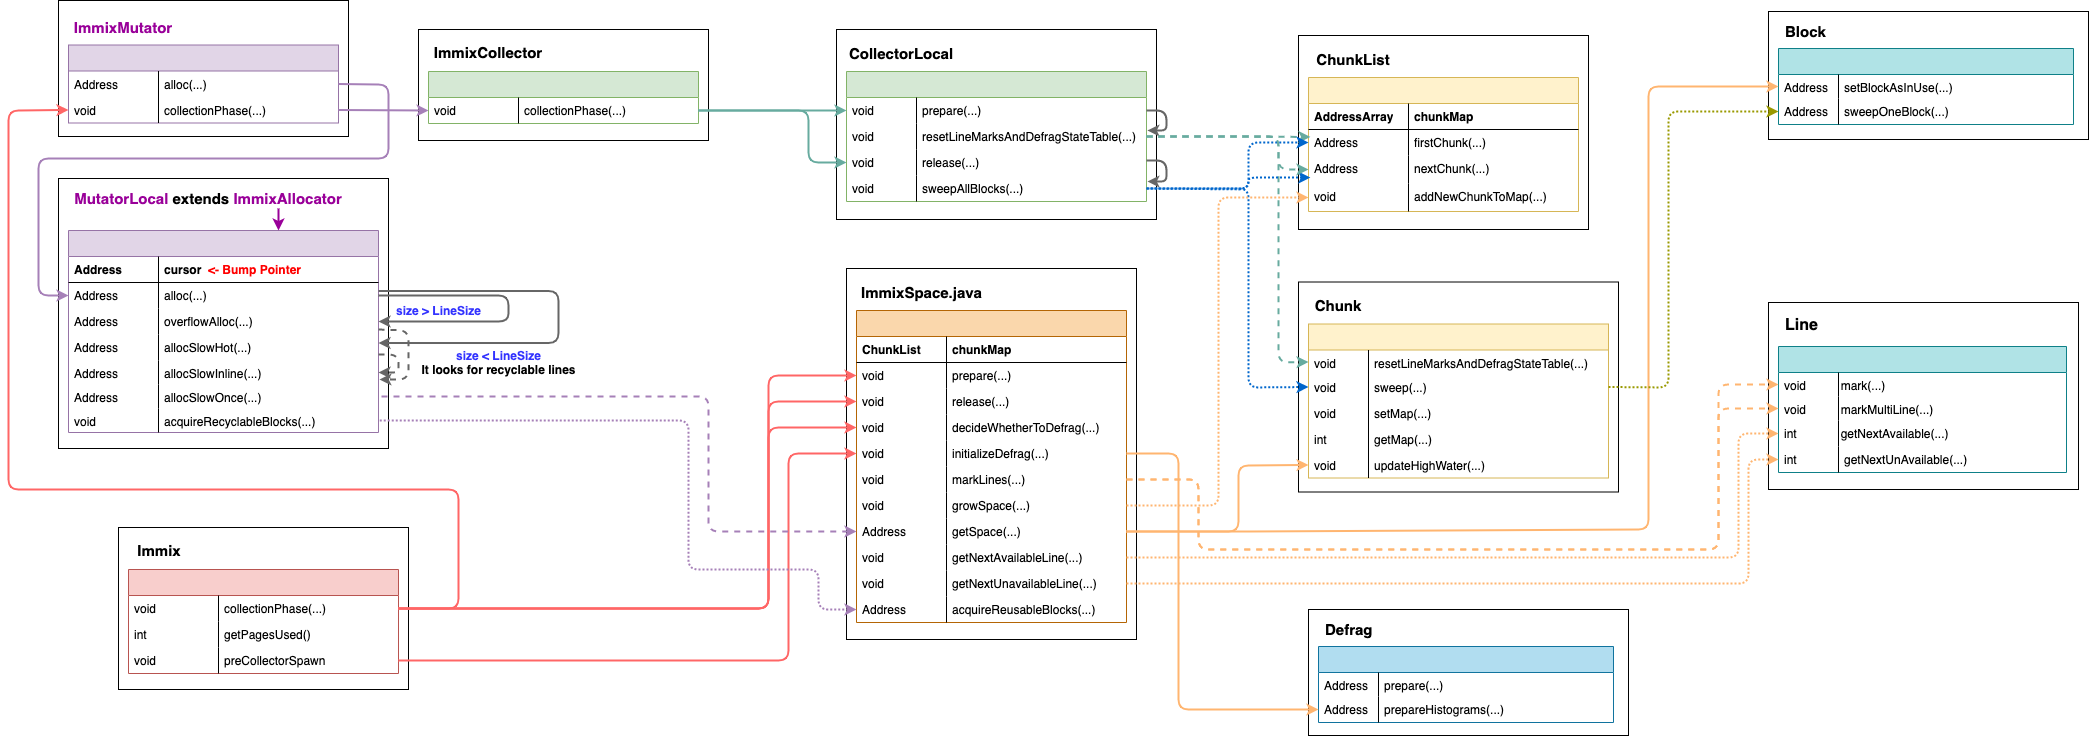 ImmixMutator
Address alloc(...)
void collectionPhase(...)
ImmixCollector
void collectionPhase(...)
CollectorLocal
void prepare(...)
void resetLineMarksAndDefragStateTable(...)
void release(...)
void sweepAllBlocks(...)
ChunkList
AddressArray chunkMap
Address firstChunk(...)
Address nextChunk(...)
void addNewChunkToMap(...)
Block
Address setBlockAsInUse(...)
Address sweepOneBlock(...)
MutatorLocal extends ImmixAllocator
Address cursor <- Bump Pointer
Address alloc(...)
Address overflowAlloc(...)
Address allocSlowHot(...)
Address allocSlowInline(...)
Address allocSlowOnce(...)
void acquireRecyclableBlocks(...)
size > LineSize
size < LineSize
It looks for recyclable lines
ImmixSpace.java
ChunkList chunkMap
void prepare(...)
void release(...)
void decideWhetherToDefrag(...)
void initializeDefrag(...)
void markLines(...)
void growSpace(...)
Address getSpace(...)
void getNextAvailableLine(...)
void getNextUnavailableLine(...)
Address acquireReusableBlocks(...)
Chunk
void resetLineMarksAndDefragStateTable(...)
void sweep(...)
void setMap(...)
int getMap(...)
void updateHighWater(...)
Line
void mark(...)
void markMultiLine(...)
int getNextAvailable(...)
int getNextUnAvailable(...)
Immix
void collectionPhase(...)
int getPagesUsed()
void preCollectorSpawn
Defrag
Address prepare(...)
Address prepareHistograms(...)